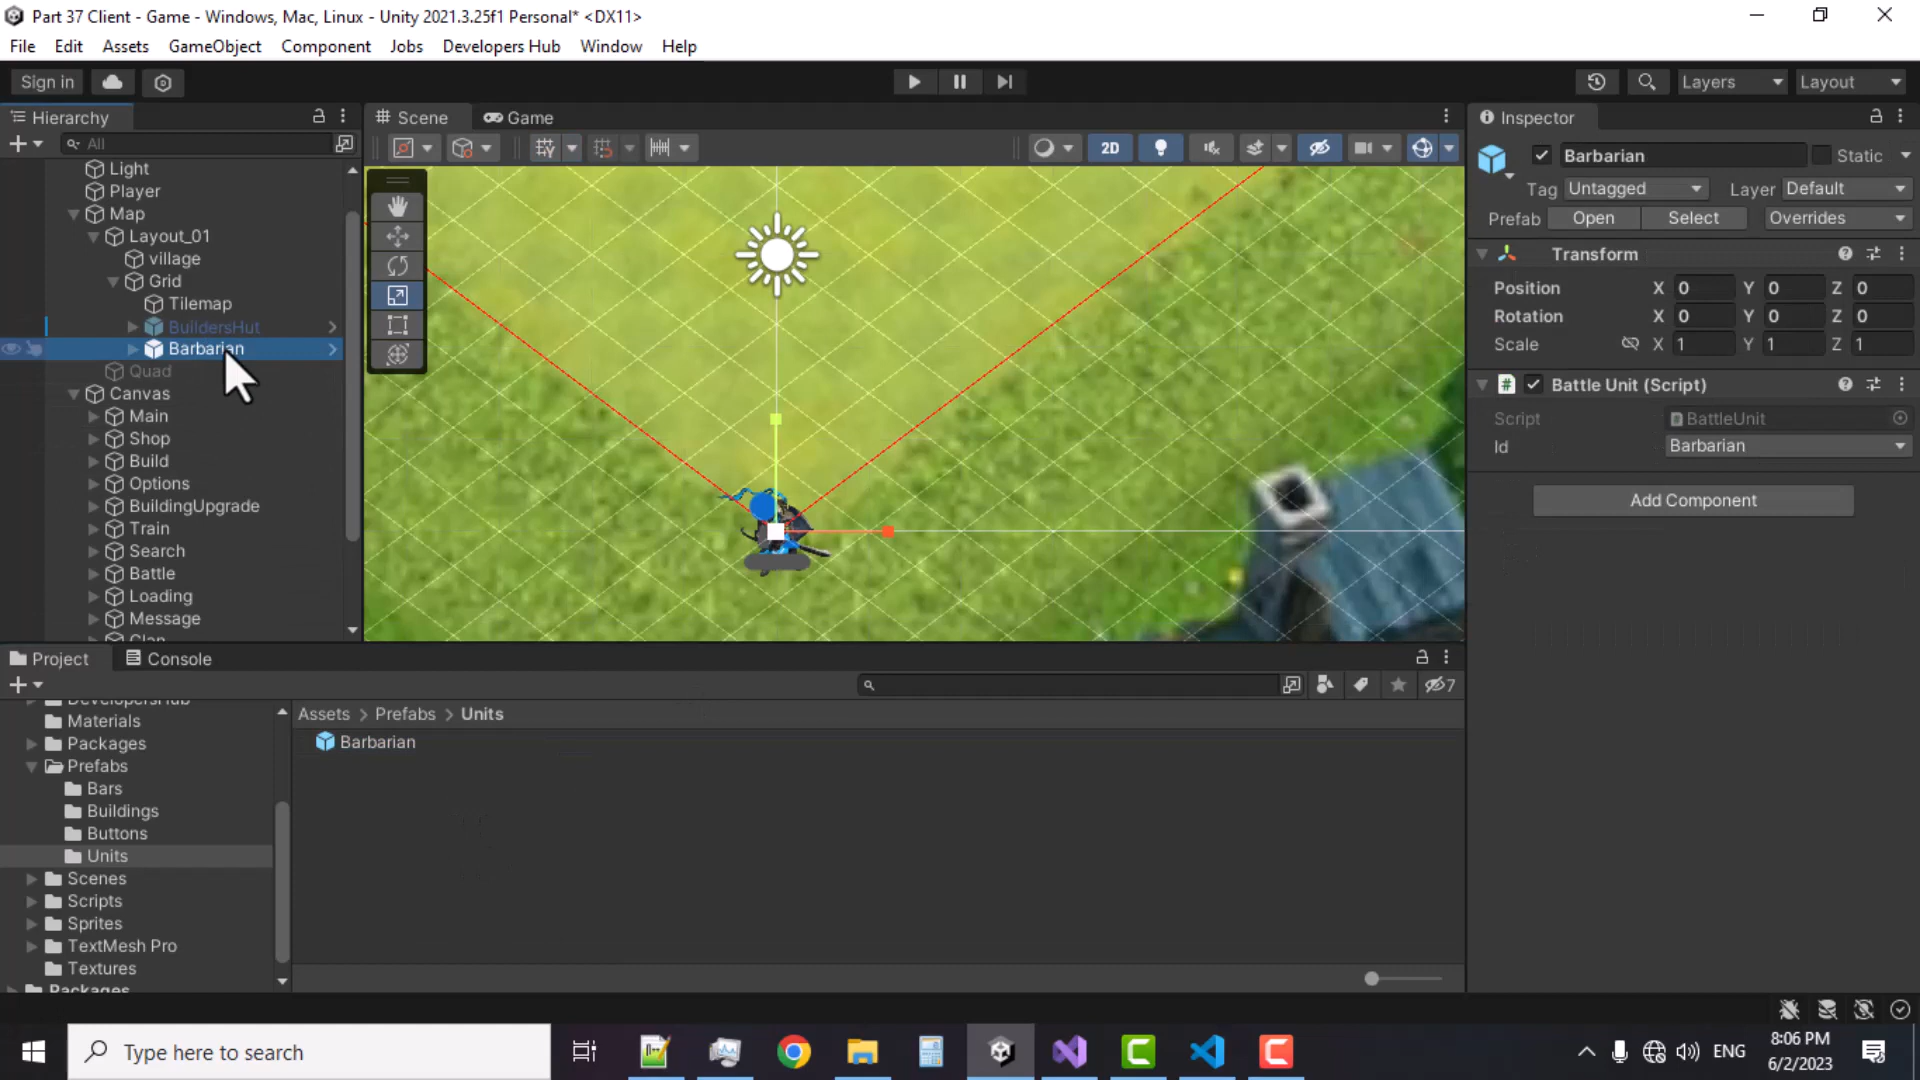 Part 37 Client - Game - Windows, Mac, Linux - Unity 2021.3.25f1 Personal* <DX11>
File Edit Assets GameObject Component Jobs Developers Hub Window Help
Sign in Layers Layout
Hierarchy
All
Light
Player
Map
Layout_01
village
Grid
Tilemap
BuildersHut
Barbarian
Quad
Canvas
Main
Shop
Build
Options
BuildingUpgrade
Train
Search
Battle
Loading
Message
Clan
Scene Game
2D
Inspector
Barbarian Static
Tag Untagged Layer Default
Prefab Open Select Overrides
Transform
Position X 0 Y 0 Z 0
Rotation X 0 Y 0 Z 0
Scale X 1 Y 1 Z 1
Battle Unit (Script)
Script BattleUnit
Id Barbarian
Add Component
Project Console
7
DevelopersHub
Materials
Packages
Prefabs
Bars
Buildings
Buttons
Units
Scenes
Scripts
Sprites
TextMesh Pro
Textures
Packages
Assets > Prefabs > Units
Barbarian
Type here to search
ENG
8:06 PM
6/2/2023